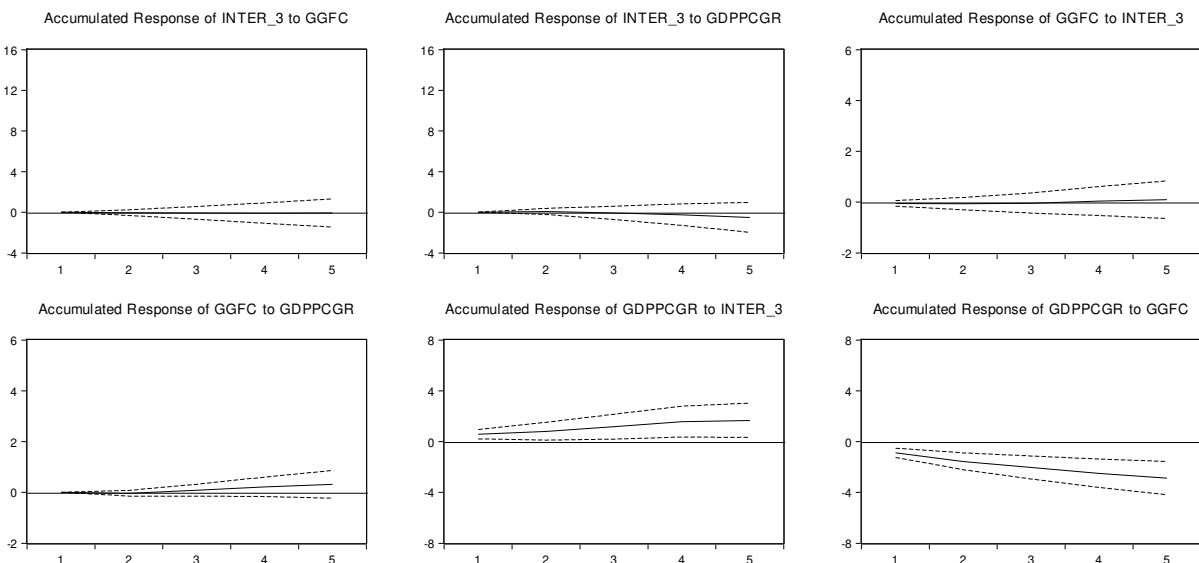 Accumulated Response of INTER_3 to GGFC
16
12
8
4
0
-4
1 2 3 4 5
Accumulated Response of INTER_3 to GDPPCGR
16
12
8
4
0
-4
1 2 3 4 5
Accumulated Response of GGFC to INTER_3
6
4
2
0
-2
1 2 3 4 5
Accumulated Response of GGFC to GDPPCGR
6
4
2
0
-2
1 2 3 4 5
Accumulated Response of GDPPCGR to INTER_3
8
4
0
-4
-8
1 2 3 4 5
Accumulated Response of GDPPCGR to GGFC
8
4
0
-4
-8
1 2 3 4 5